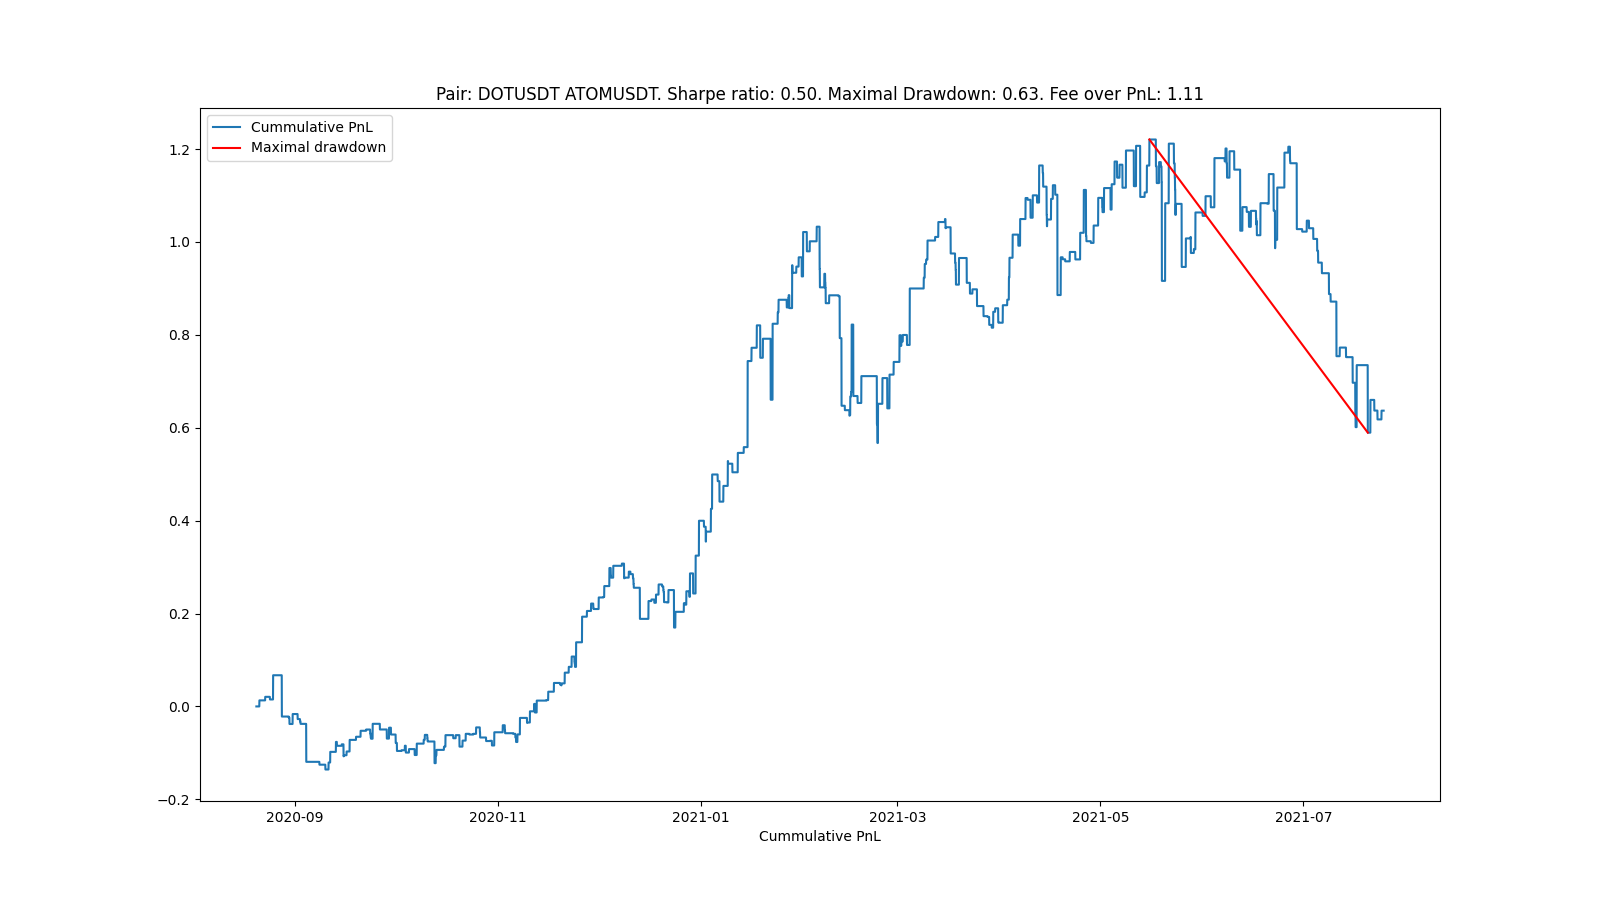 Pair: DOTUSDT ATOMUSDT. Sharpe ratio: 0.50. Maximal Drawdown: 0.63. Fee over PnL: 1.11
Cummulative PnL
Maximal drawdown
1.2
1.0
0.8
0.6
0.4
0.2
0.0
−0.2
2020-09 2020-11 2021-01 2021-03 2021-05 2021-07
Cummulative PnL